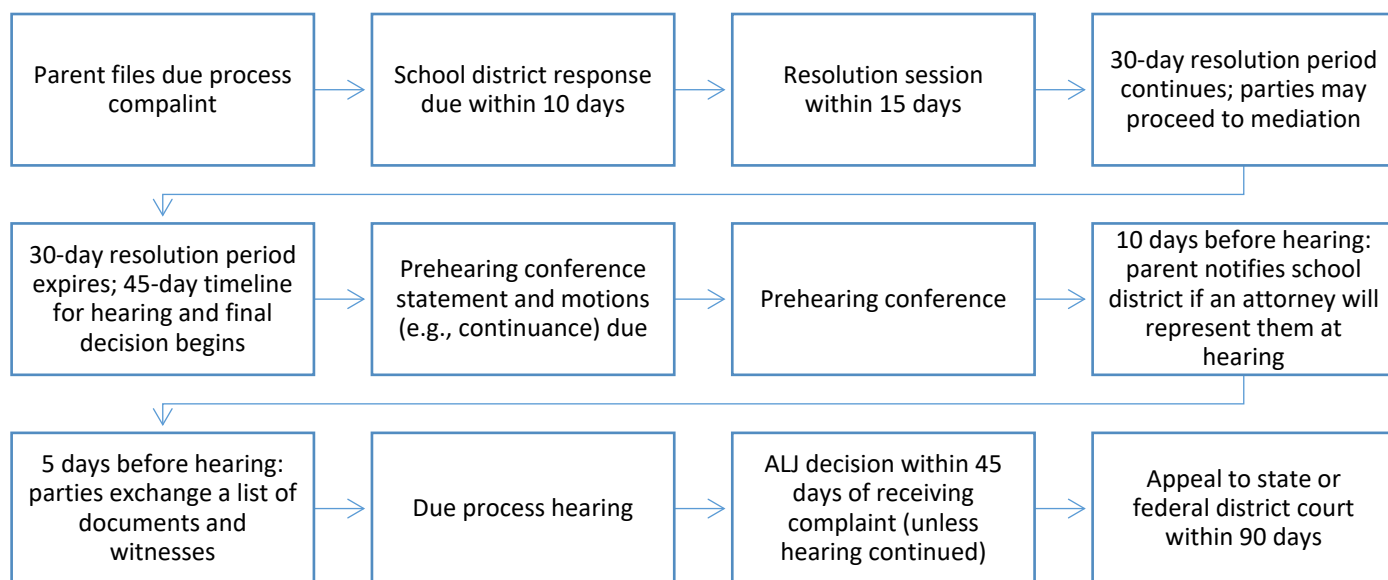 Parent files due process
compalint
School district response
due within 10 days
Resolution session
within 15 days
30-day resolution period
continues; parties may
proceed to mediation
30-day resolution period
expires; 45-day timeline
for hearing and final
decision begins
Prehearing conference
statement and motions
(e.g., continuance) due
Prehearing conference
10 days before hearing:
parent notifies school
district if an attorney will
represent them at
hearing
5 days before hearing:
parties exchange a list of
documents and
witnesses
Due process hearing
ALJ decision within 45
days of receiving
complaint (unless
hearing continued)
Appeal to state or
federal district court
within 90 days